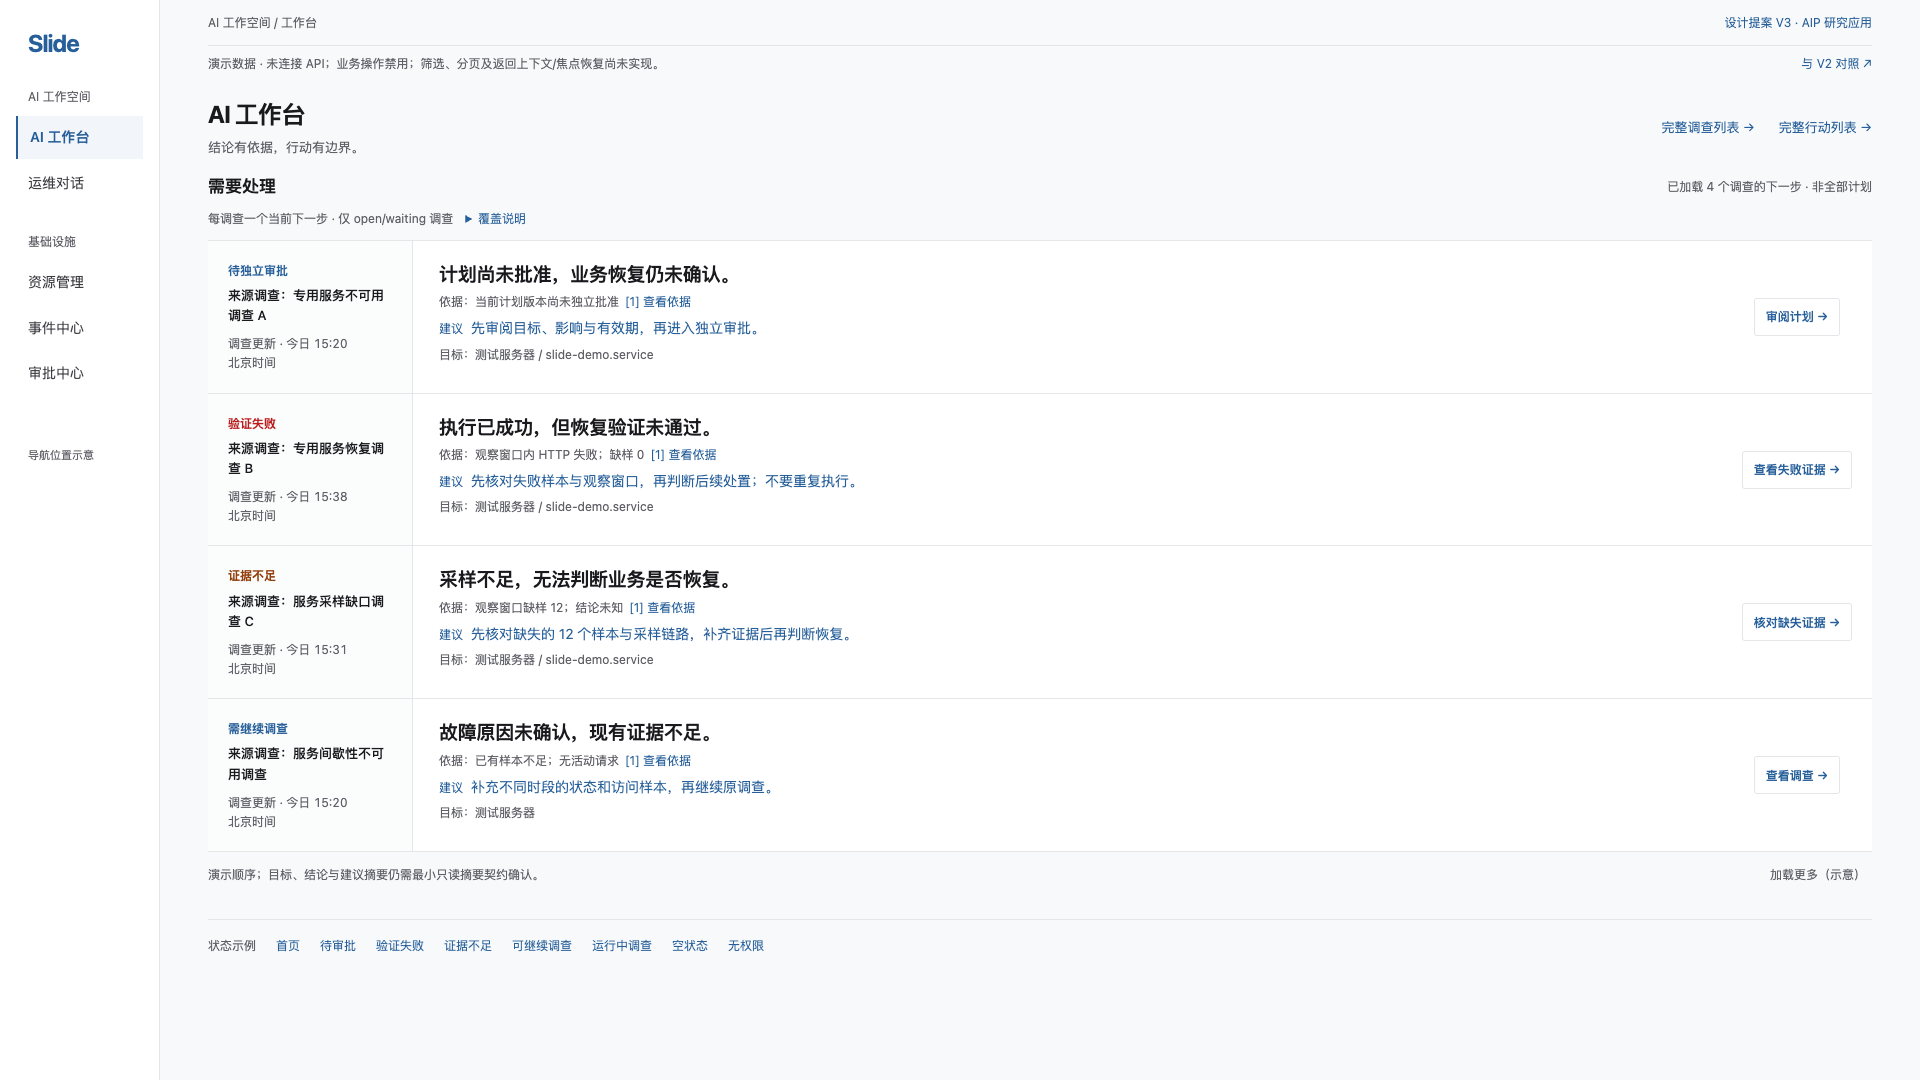 Slide
AI 工作空间
AI 工作台
运维对话
基础设施
资源管理
事件中心
审批中心
导航位置示意
AI 工作空间 / 工作台
设计提案 V3 · AIP 研究应用
演示数据 · 未连接 API；业务操作禁用；筛选、分页及返回上下文/焦点恢复尚未实现。
与 V2 对照 ↗
AI 工作台
结论有依据，行动有边界。
完整调查列表 →
完整行动列表 →
需要处理
已加载 4 个调查的下一步 · 非全部计划
每调查一个当前下一步 · 仅 open/waiting 调查
▶ 覆盖说明
待独立审批
来源调查：专用服务不可用
调查 A
调查更新 · 今日 15:20
北京时间
计划尚未批准，业务恢复仍未确认。
依据：当前计划版本尚未独立批准 [1] 查看依据
建议 先审阅目标、影响与有效期，再进入独立审批。
目标：测试服务器 / slide-demo.service
审阅计划 →
验证失败
来源调查：专用服务恢复调
查 B
调查更新 · 今日 15:38
北京时间
执行已成功，但恢复验证未通过。
依据：观察窗口内 HTTP 失败；缺样 0 [1] 查看依据
建议 先核对失败样本与观察窗口，再判断后续处置；不要重复执行。
目标：测试服务器 / slide-demo.service
查看失败证据 →
证据不足
来源调查：服务采样缺口调
查 C
调查更新 · 今日 15:31
北京时间
采样不足，无法判断业务是否恢复。
依据：观察窗口缺样 12；结论未知 [1] 查看依据
建议 先核对缺失的 12 个样本与采样链路，补齐证据后再判断恢复。
目标：测试服务器 / slide-demo.service
核对缺失证据 →
需继续调查
来源调查：服务间歇性不可
用调查
调查更新 · 今日 15:20
北京时间
故障原因未确认，现有证据不足。
依据：已有样本不足；无活动请求 [1] 查看依据
建议 补充不同时段的状态和访问样本，再继续原调查。
目标：测试服务器
查看调查 →
演示顺序；目标、结论与建议摘要仍需最小只读摘要契约确认。
加载更多（示意）
状态示例 首页 待审批 验证失败 证据不足 可继续调查 运行中调查 空状态 无权限